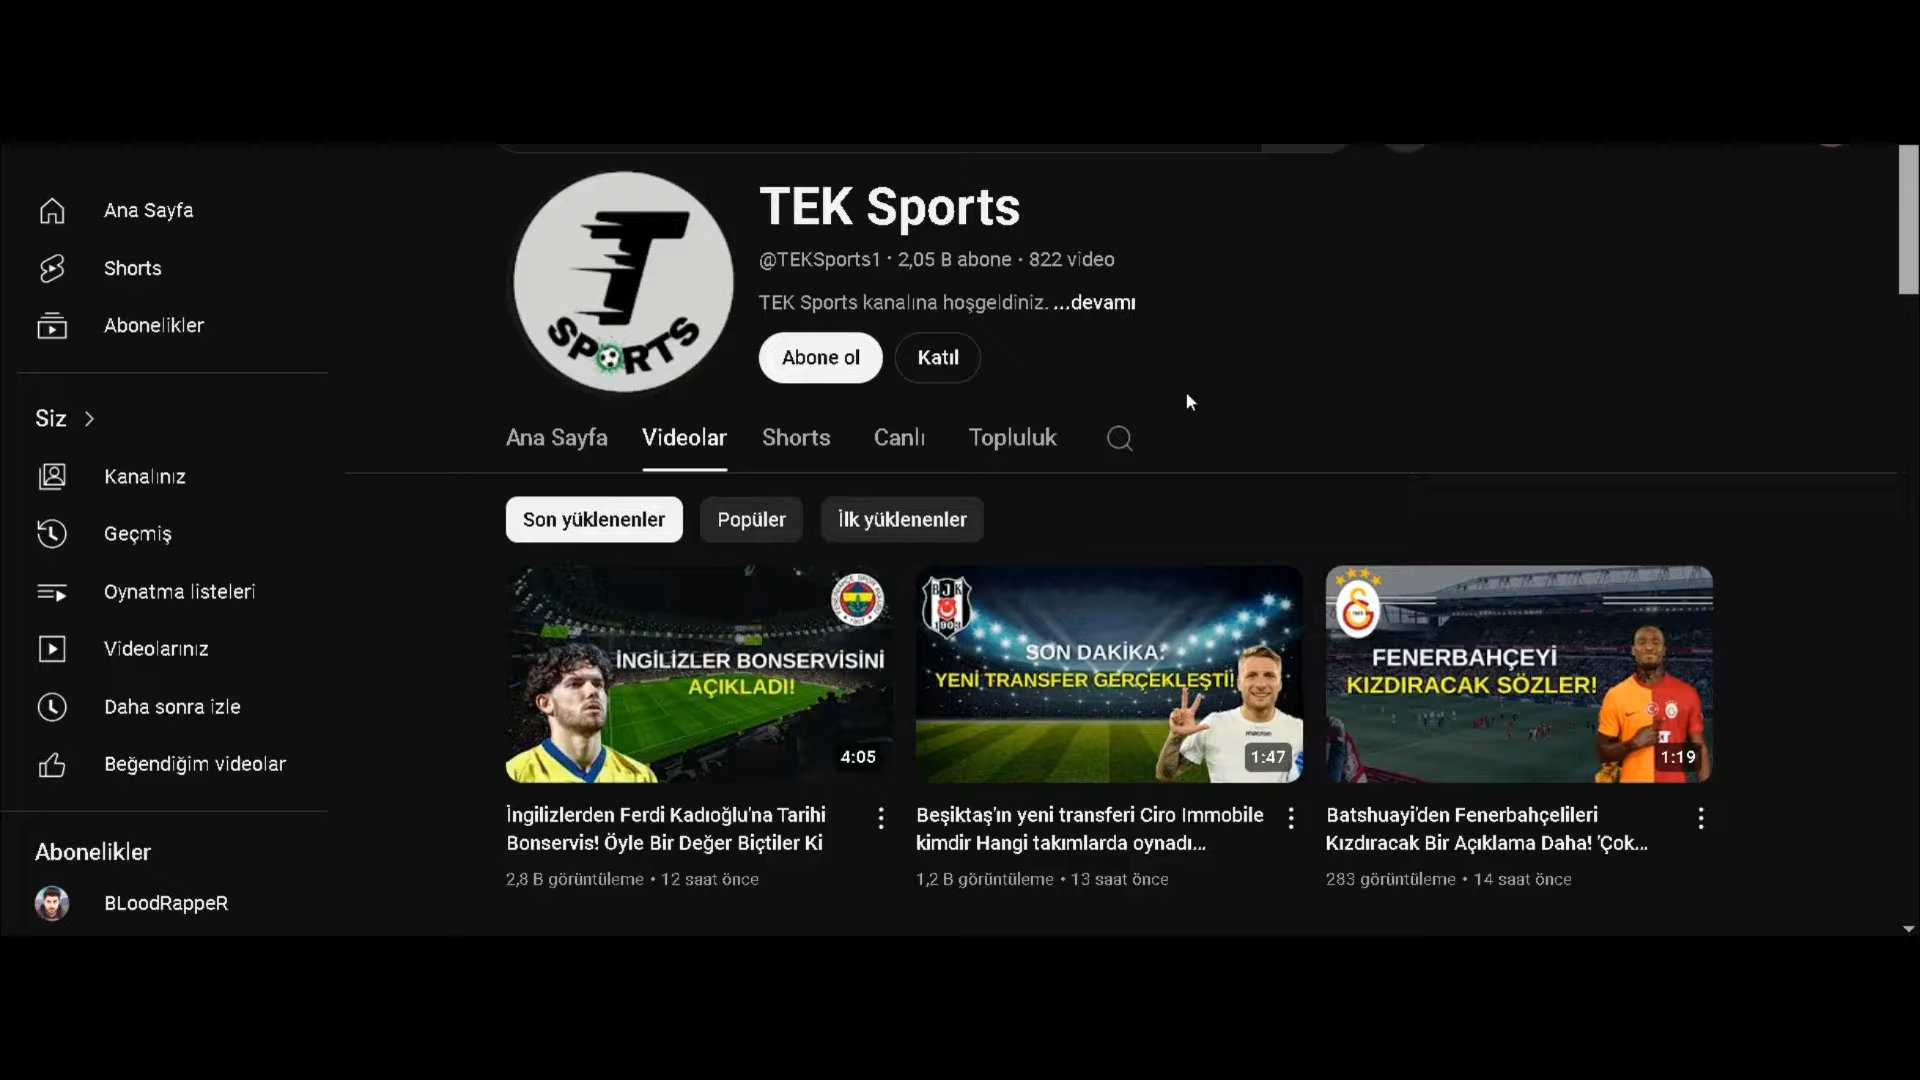 Ana Sayfa
Shorts
Abonelikler
Siz
Kanalınız
Geçmiş
Oynatma listeleri
Videolarınız
Daha sonra izle
Beğendiğim videolar
Abonelikler
BLoodRappeR
T
SPORTS
TEK Sports
@TEKSports1 • 2,05 B abone • 822 video
TEK Sports kanalına hoşgeldiniz. ...devamı
Abone ol
Katıl
Ana Sayfa
Videolar
Shorts
Canlı
Topluluk
Son yüklenenler
Popüler
İlk yüklenenler
İNGİLİZLER BONSERVİSİNİ
AÇIKLADI!
4:05
İngilizlerden Ferdi Kadıoğlu'na Tarihi
Bonservis! Öyle Bir Değer Biçtiler Ki
2,8 B görüntüleme • 12 saat önce
BJK
1903
SON DAKİKA:
YENİ TRANSFER GERÇEKLEŞTİ!
macron
1:47
Beşiktaş'ın yeni transferi Ciro Immobile
kimdir Hangi takımlarda oynadı...
1,2 B görüntüleme • 13 saat önce
FENERBAHÇEYİ
KIZDIRACAK SÖZLER!
1:19
Batshuayi'den Fenerbahçelileri
Kızdıracak Bir Açıklama Daha! 'Çok...
283 görüntüleme • 14 saat önce